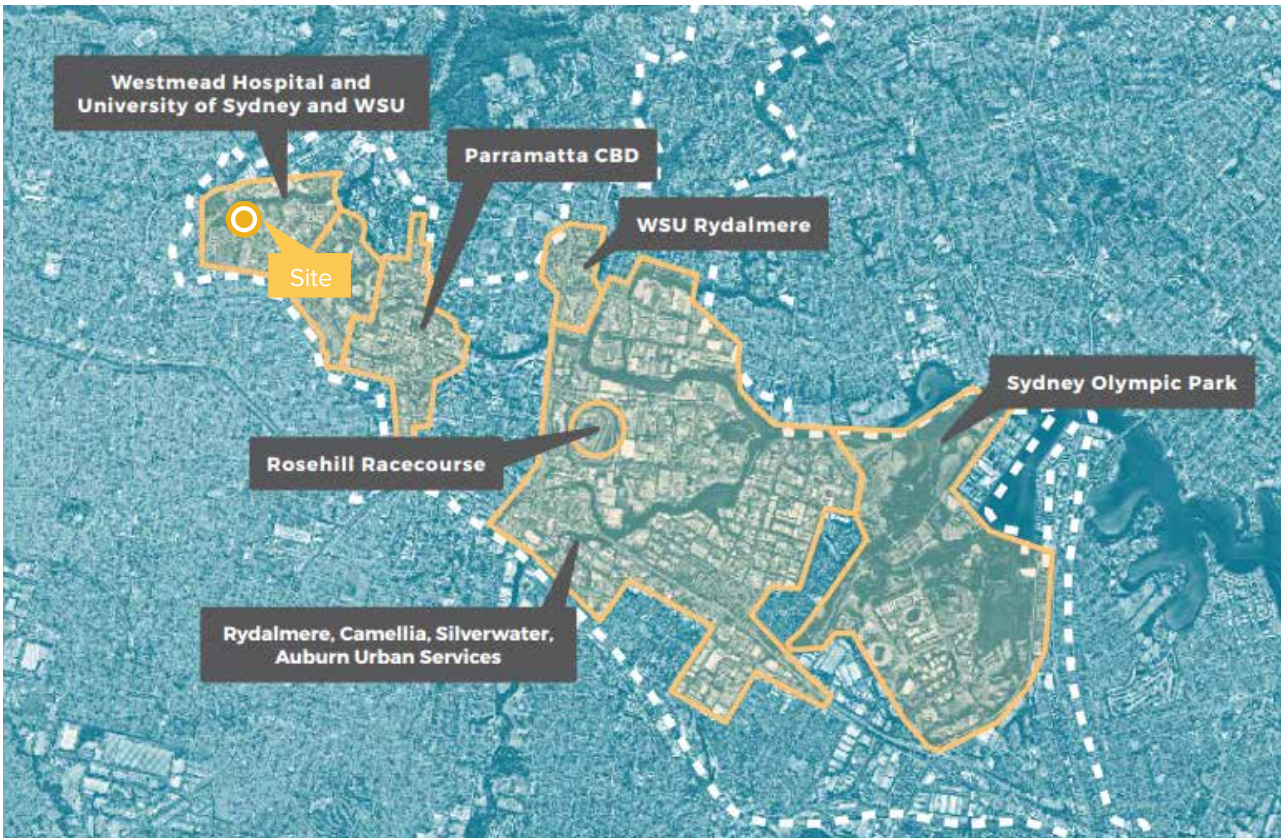 Westmead Hospital and
University of Sydney and WSU
Parramatta CBD
WSU Rydalmere
Site
Sydney Olympic Park
Rosehill Racecourse
Rydalmere, Camellia, Silverwater,
Auburn Urban Services